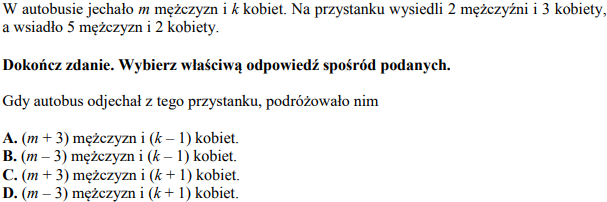 W autobusie jechało m mężczyzn i k kobiet. Na przystanku wysiedli 2 mężczyźni i 3 kobiety,
a wsiadło 5 mężczyzn i 2 kobiety.
Dokończ zdanie. Wybierz właściwą odpowiedź spośród podanych.
Gdy autobus odjechał z tego przystanku, podróżowało nim
A. (m + 3) mężczyzn i (k – 1) kobiet.
B. (m – 3) mężczyzn i (k – 1) kobiet.
C. (m + 3) mężczyzn i (k + 1) kobiet.
D. (m – 3) mężczyzn i (k + 1) kobiet.